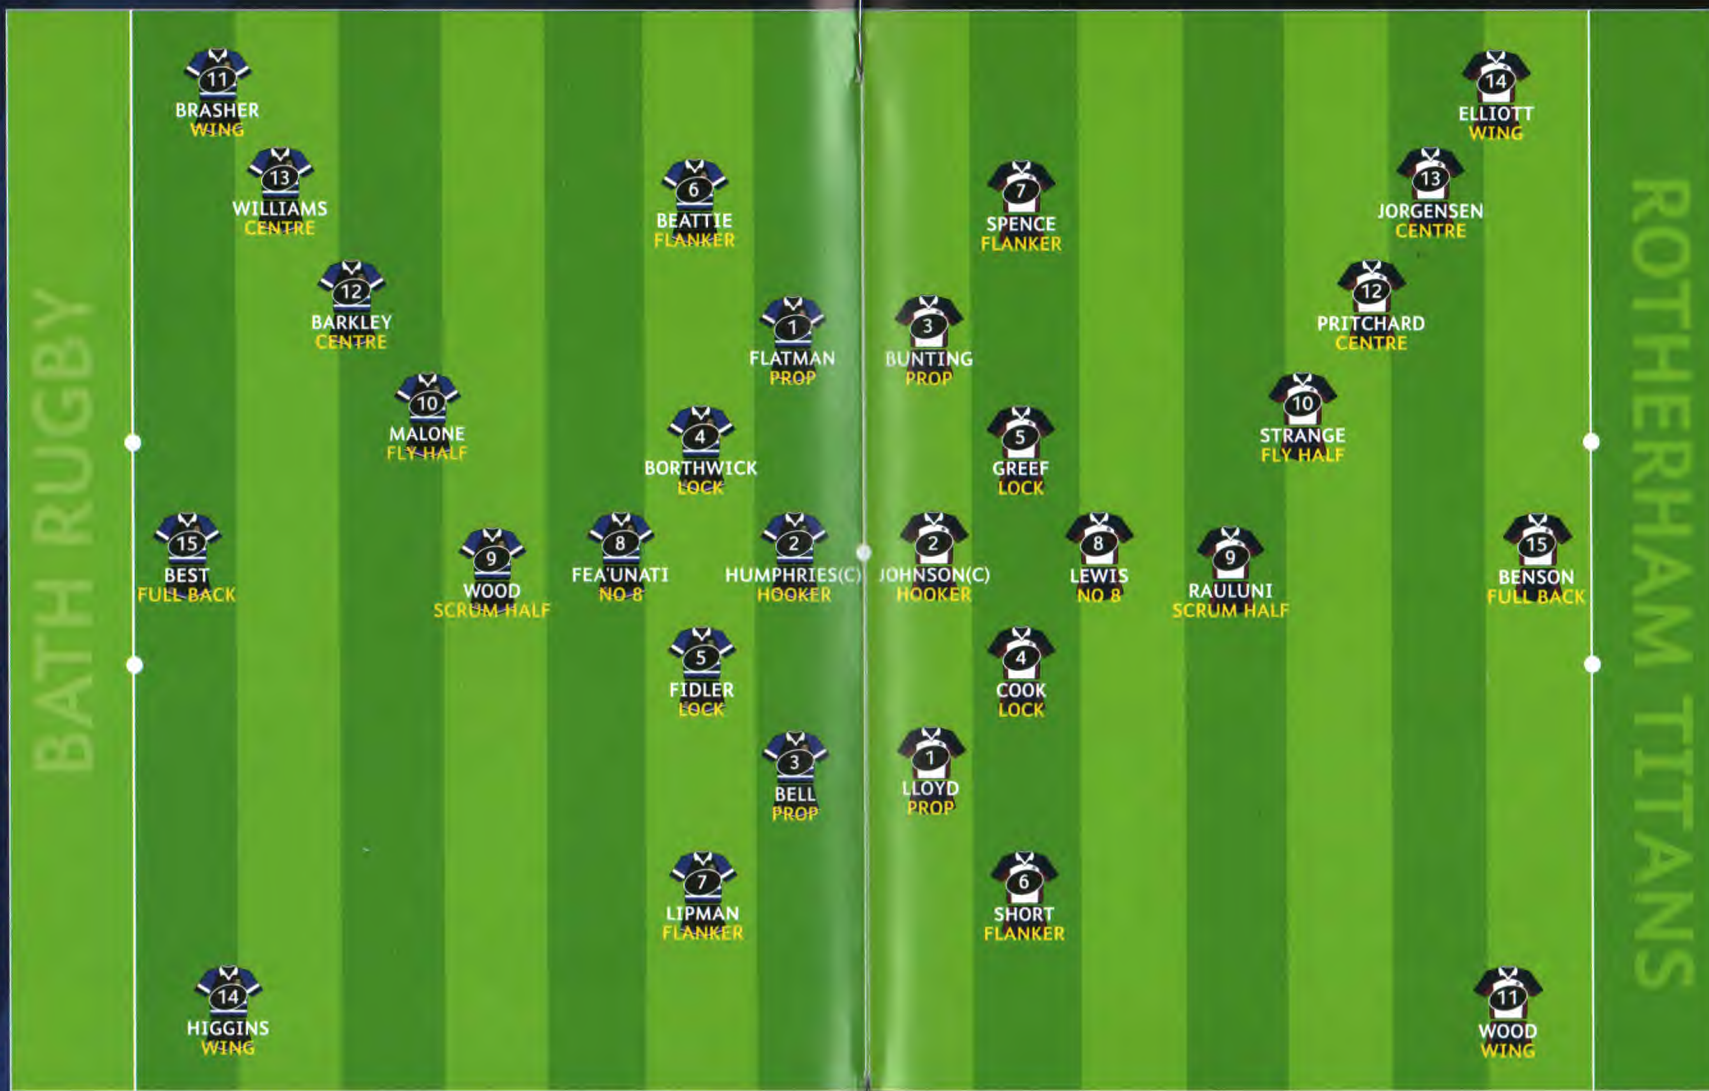 BATH RUGBY
11
BRASHER
WING
13
WILLIAMS
CENTRE
12
BARKLEY
CENTRE
10
MALONE
FLY HALF
15
BEST
FULL BACK
9
WOOD
SCRUM HALF
8
FEA'UNATI
NO 8
6
BEATTIE
FLANKER
1
FLATMAN
PROP
4
BORTHWICK
LOCK
2
HUMPHRIES(C)
HOOKER
5
FIDLER
LOCK
3
BELL
PROP
7
LIPMAN
FLANKER
14
HIGGINS
WING
7
SPENCE
FLANKER
3
BUNTING
PROP
5
GREEF
LOCK
2
JOHNSON(C)
HOOKER
8
LEWIS
NO 8
4
COOK
LOCK
1
LLOYD
PROP
6
SHORT
FLANKER
9
RAULUNI
SCRUM HALF
10
STRANGE
FLY HALF
12
PRITCHARD
CENTRE
13
JORGENSEN
CENTRE
14
ELLIOTT
WING
15
BENSON
FULL BACK
11
WOOD
WING
ROTHERHAM TITANS